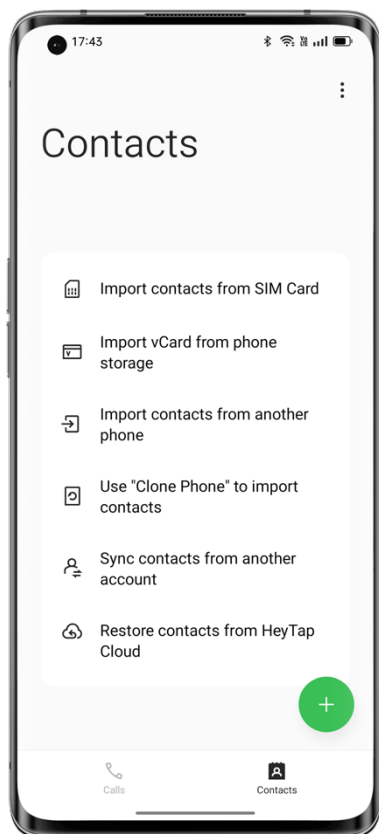 17:43
Contacts
Import contacts from SIM Card
Import vCard from phone
storage
Import contacts from another
phone
Use "Clone Phone" to import
contacts
Sync contacts from another
account
Restore contacts from HeyTap
Cloud
Calls
Contacts